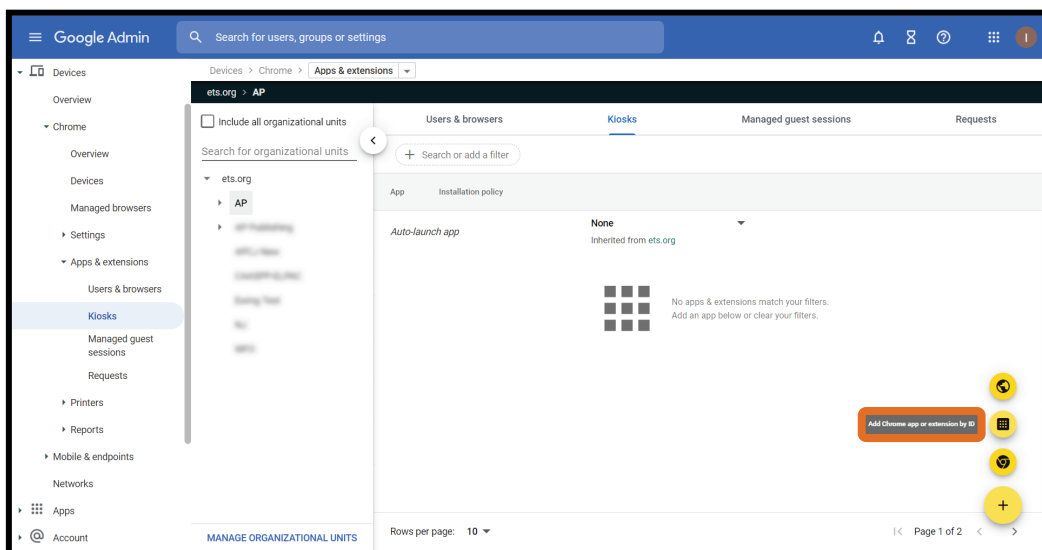 Google Admin
Search for users, groups or settings
I
Devices
Overview
Chrome
Overview
Devices
Managed browsers
Settings
Apps & extensions
Users & browsers
Kiosks
Managed guest
sessions
Requests
Printers
Reports
Mobile & endpoints
Networks
Apps
Account
Devices > Chrome > Apps & extensions
ets.org > AP
Include all organizational units
Search for organizational units
ets.org
AP
MANAGE ORGANIZATIONAL UNITS
Users & browsers
Kiosks
Managed guest sessions
Requests
+ Search or add a filter
App Installation policy
Auto-launch app
None
Inherited from ets.org
No apps & extensions match your filters.
Add an app below or clear your filters.
Add Chrome app or extension by ID
Rows per page: 10
Page 1 of 2